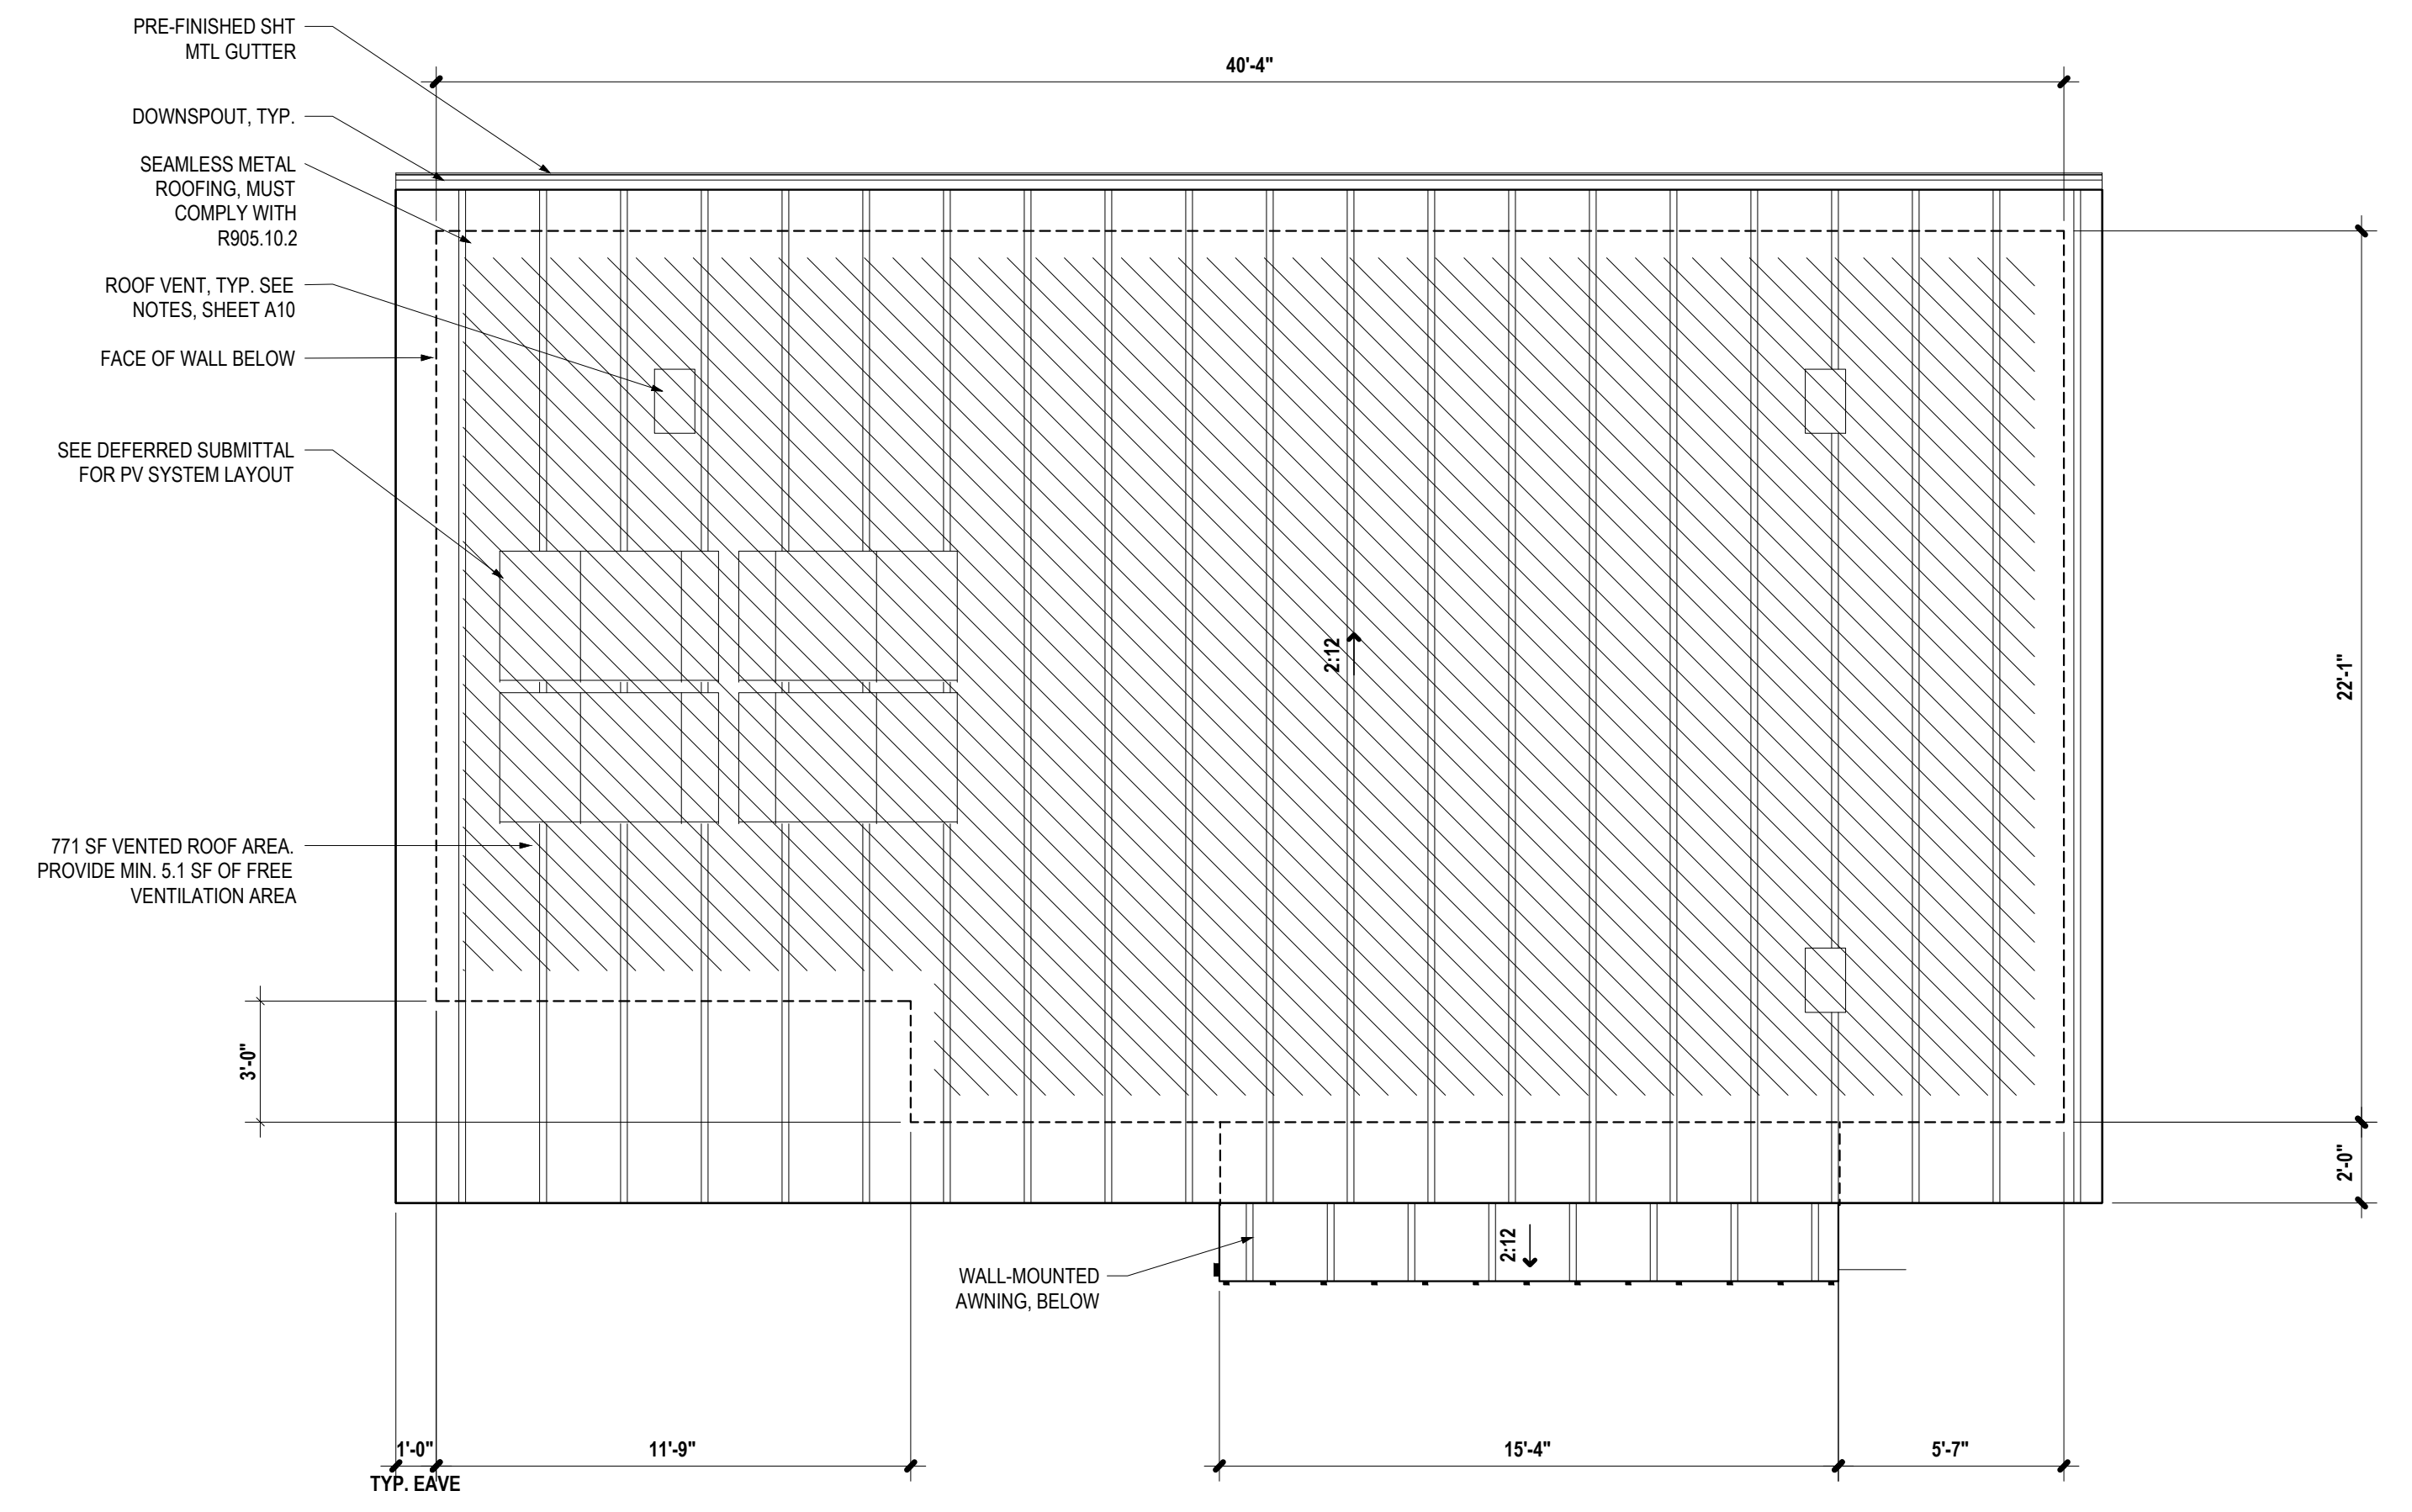 PRE-FINISHED SHT
MTL GUTTER
40'-4"
DOWNSPOUT, TYP.
SEAMLESS METAL
ROOFING, MUST
COMPLY WITH
R905.10.2
ROOF VENT, TYP. SEE
NOTES, SHEET A10
FACE OF WALL BELOW
SEE DEFERRED SUBMITTAL
FOR PV SYSTEM LAYOUT
2:12
22'-1"
771 SF VENTED ROOF AREA.
PROVIDE MIN. 5.1 SF OF FREE
VENTILATION AREA
3'-0"
2'-0"
2:12
WALL-MOUNTED
AWNING, BELOW
1'-0"
TYP. EAVE
11'-9"
15'-4"
5'-7"